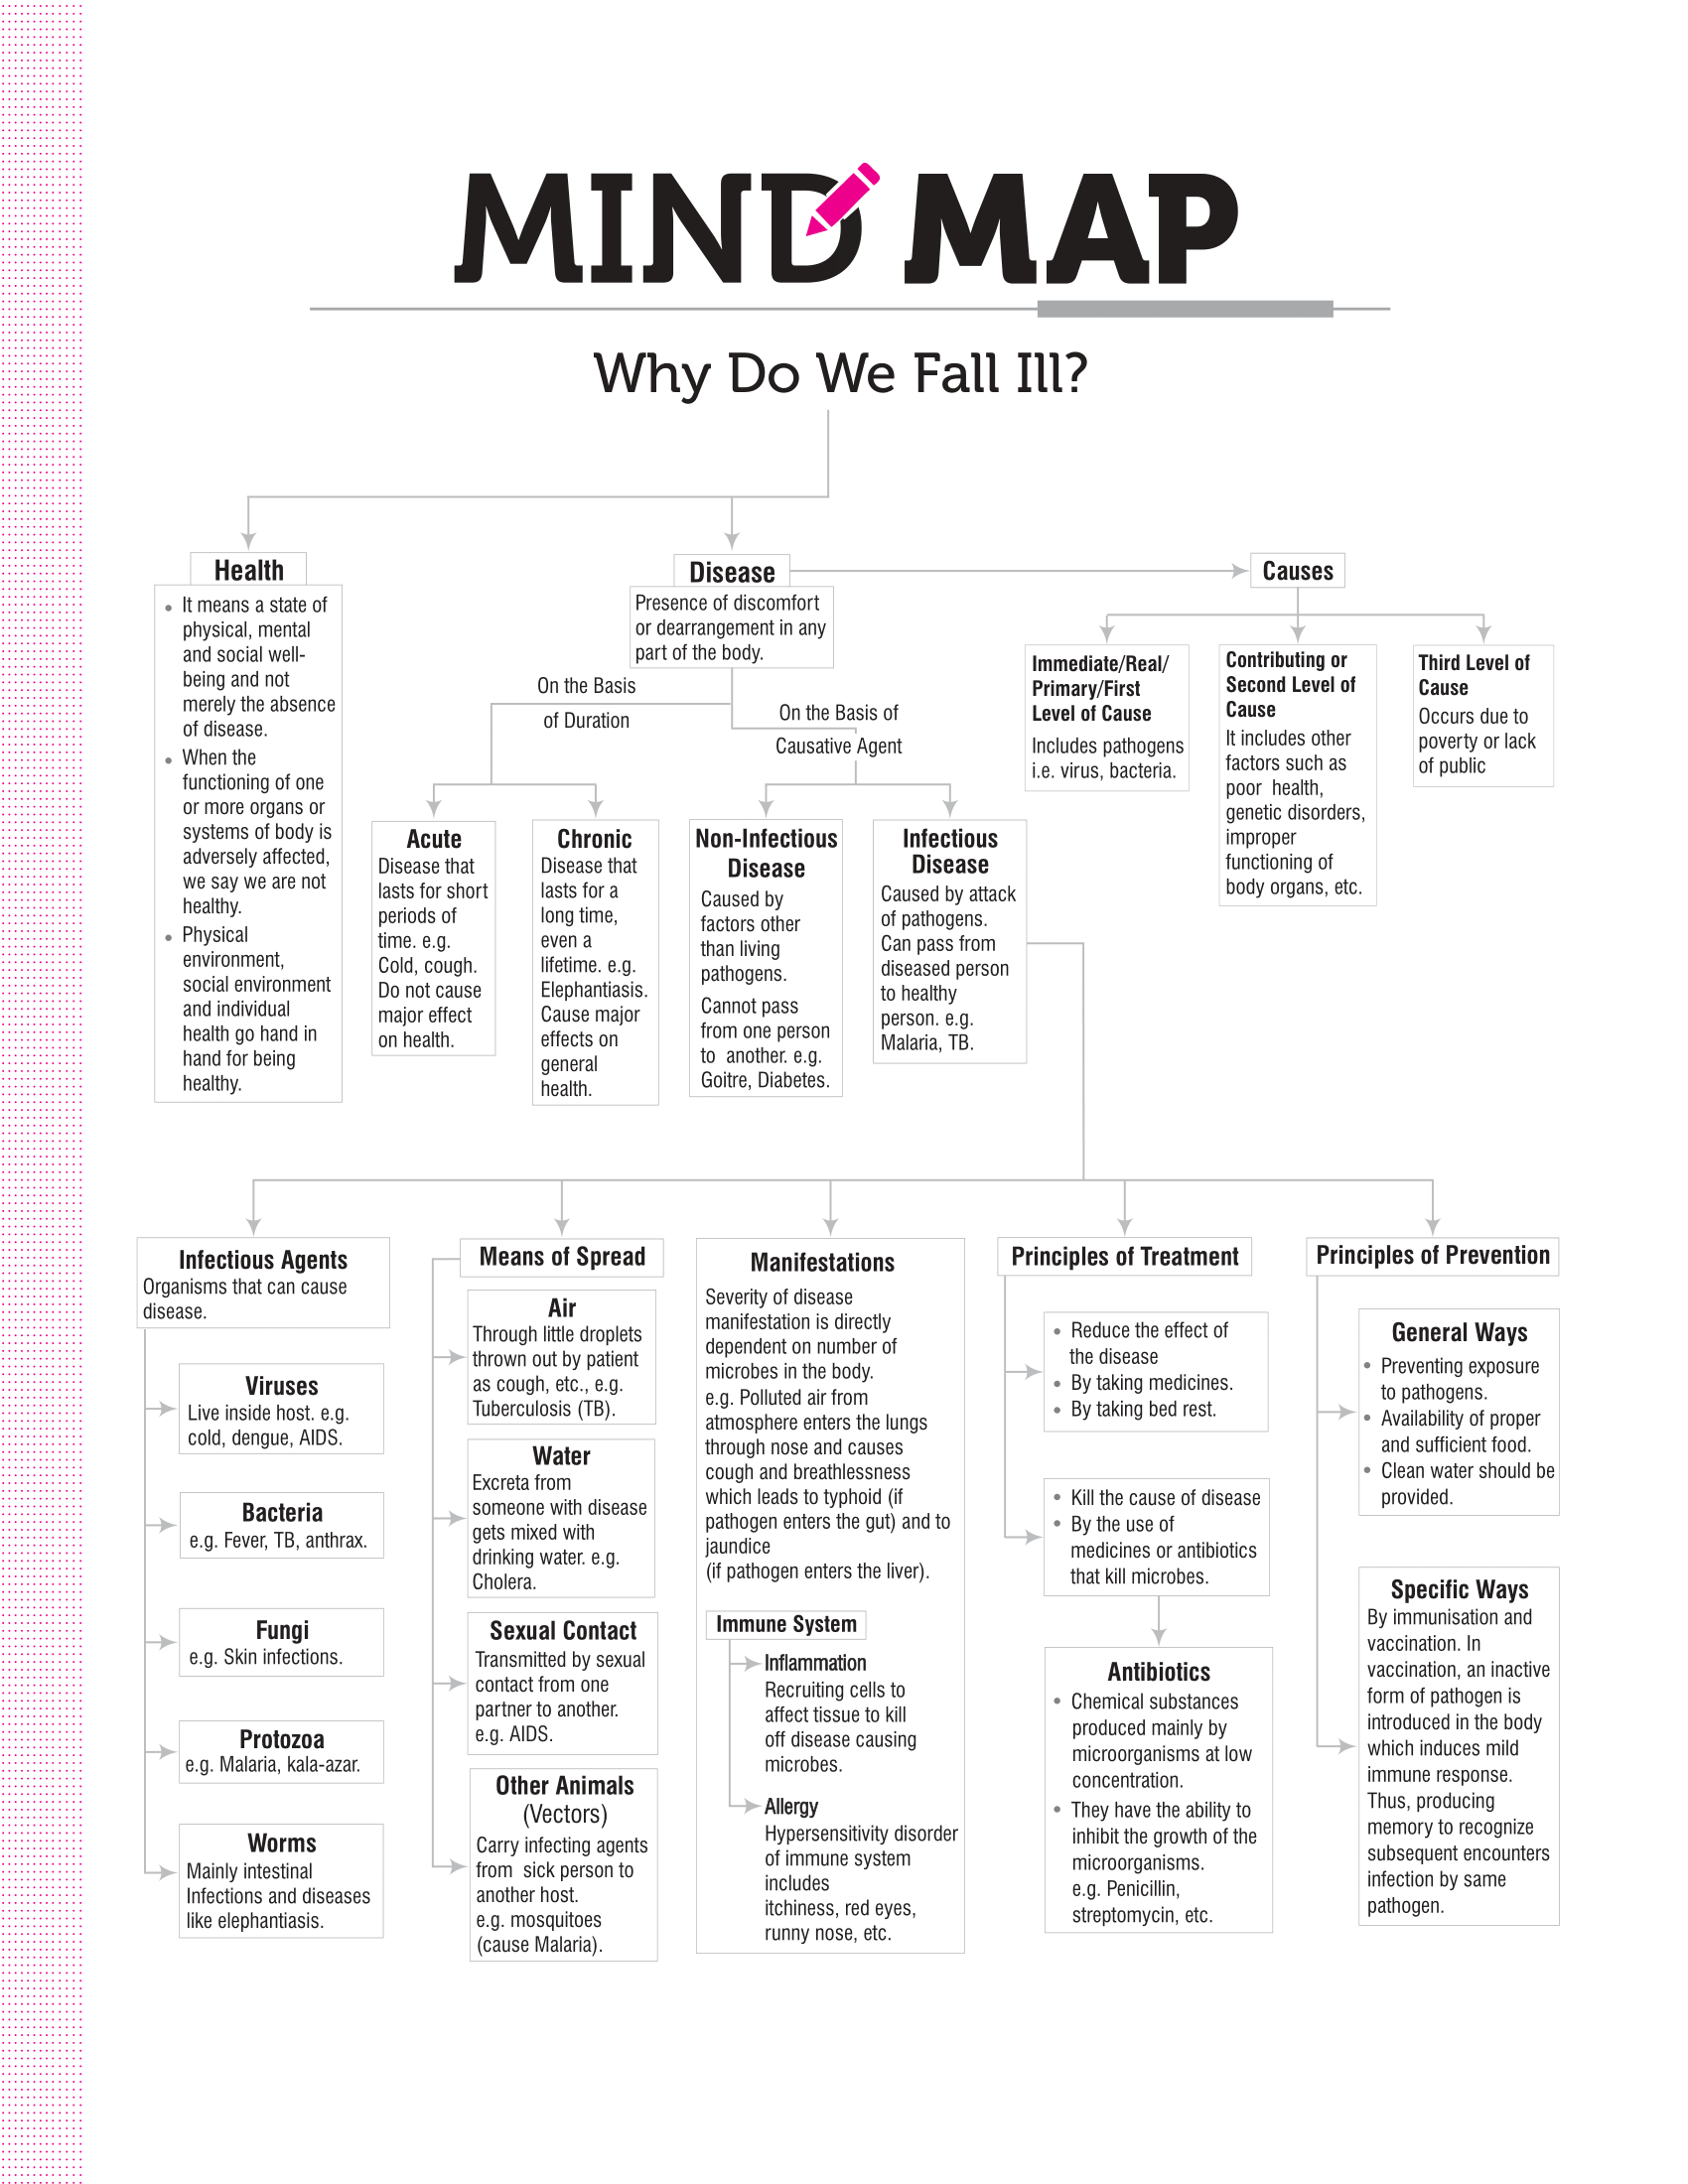 MIND MAP
Why Do We Fall Ill?
Health
• It means a state of
physical, mental
and social well-
being and not
merely the absence
of disease.
• When the
functioning of one
or more organs or
systems of body is
adversely affected,
we say we are not
healthy.
• Physical
environment,
social environment
and individual
health go hand in
hand for being
healthy.
Disease
Presence of discomfort
or dearrangement in any
part of the body.
Causes
Immediate/Real/
Primary/First
Level of Cause
Includes pathogens
i.e. virus, bacteria.
Contributing or
Second Level of
Cause
It includes other
factors such as
poor health,
genetic disorders,
improper
functioning of
body organs, etc.
Third Level of
Cause
Occurs due to
poverty or lack
of public
On the Basis
of Duration
On the Basis of
Causative Agent
Acute
Disease that
lasts for short
periods of
time. e.g.
Cold, cough.
Do not cause
major effect
on health.
Chronic
Disease that
lasts for a
long time,
even a
lifetime. e.g.
Elephantiasis.
Cause major
effects on
general
health.
Non-Infectious
Disease
Caused by
factors other
than living
pathogens.
Cannot pass
from one person
to another. e.g.
Goitre, Diabetes.
Infectious
Disease
Caused by attack
of pathogens.
Can pass from
diseased person
to healthy
person. e.g.
Malaria, TB.
Infectious Agents
Organisms that can cause
disease.
Viruses
Live inside host. e.g.
cold, dengue, AIDS.
Bacteria
e.g. Fever, TB, anthrax.
Fungi
e.g. Skin infections.
Protozoa
e.g. Malaria, kala-azar.
Worms
Mainly intestinal
Infections and diseases
like elephantiasis.
Means of Spread
Air
Through little droplets
thrown out by patient
as cough, etc., e.g.
Tuberculosis (TB).
Water
Excreta from
someone with disease
gets mixed with
drinking water. e.g.
Cholera.
Sexual Contact
Transmitted by sexual
contact from one
partner to another.
e.g. AIDS.
Other Animals
(Vectors)
Carry infecting agents
from sick person to
another host.
e.g. mosquitoes
(cause Malaria).
Manifestations
Severity of disease
manifestation is directly
dependent on number of
microbes in the body.
e.g. Polluted air from
atmosphere enters the lungs
through nose and causes
cough and breathlessness
which leads to typhoid (if
pathogen enters the gut) and to
jaundice
(if pathogen enters the liver).
Immune System
Inflammation
Recruiting cells to
affect tissue to kill
off disease causing
microbes.
Allergy
Hypersensitivity disorder
of immune system
includes
itchiness, red eyes,
runny nose, etc.
Principles of Treatment
• Reduce the effect of
the disease
• By taking medicines.
• By taking bed rest.
• Kill the cause of disease
• By the use of
medicines or antibiotics
that kill microbes.
Antibiotics
• Chemical substances
produced mainly by
microorganisms at low
concentration.
• They have the ability to
inhibit the growth of the
microorganisms.
e.g. Penicillin,
streptomycin, etc.
Principles of Prevention
General Ways
• Preventing exposure
to pathogens.
• Availability of proper
and sufficient food.
• Clean water should be
provided.
Specific Ways
By immunisation and
vaccination. In
vaccination, an inactive
form of pathogen is
introduced in the body
which induces mild
immune response.
Thus, producing
memory to recognize
subsequent encounters
infection by same
pathogen.